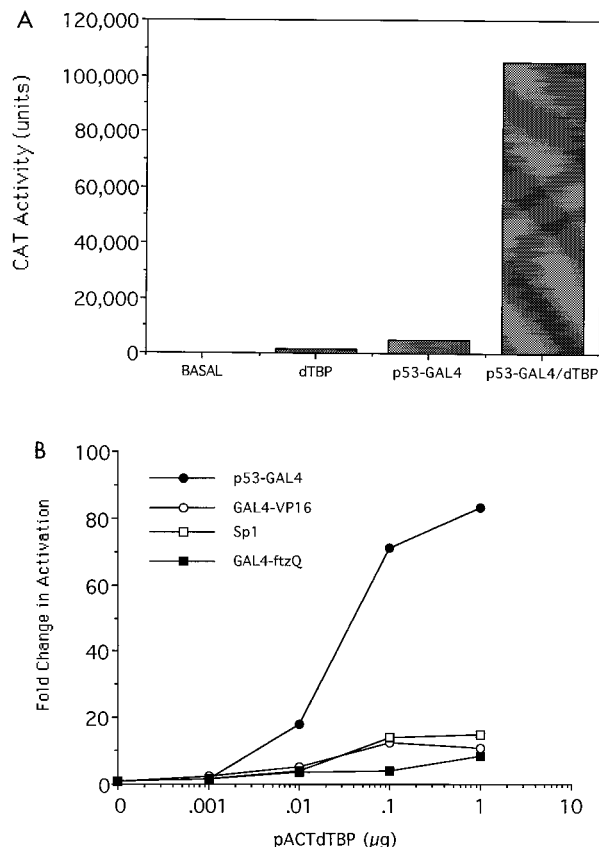 A
120,000
100,000
80,000
60,000
40,000
20,000
0
CAT Activity (units)
BASAL dTBP p53-GAL4 p53-GAL4/dTBP
B
100
80
60
40
20
0
Fold Change in Activation
p53-GAL4
GAL4-VP16
Sp1
GAL4-ftzQ
0 .001 .01 .1 1 10
pACTdTBP (µg)